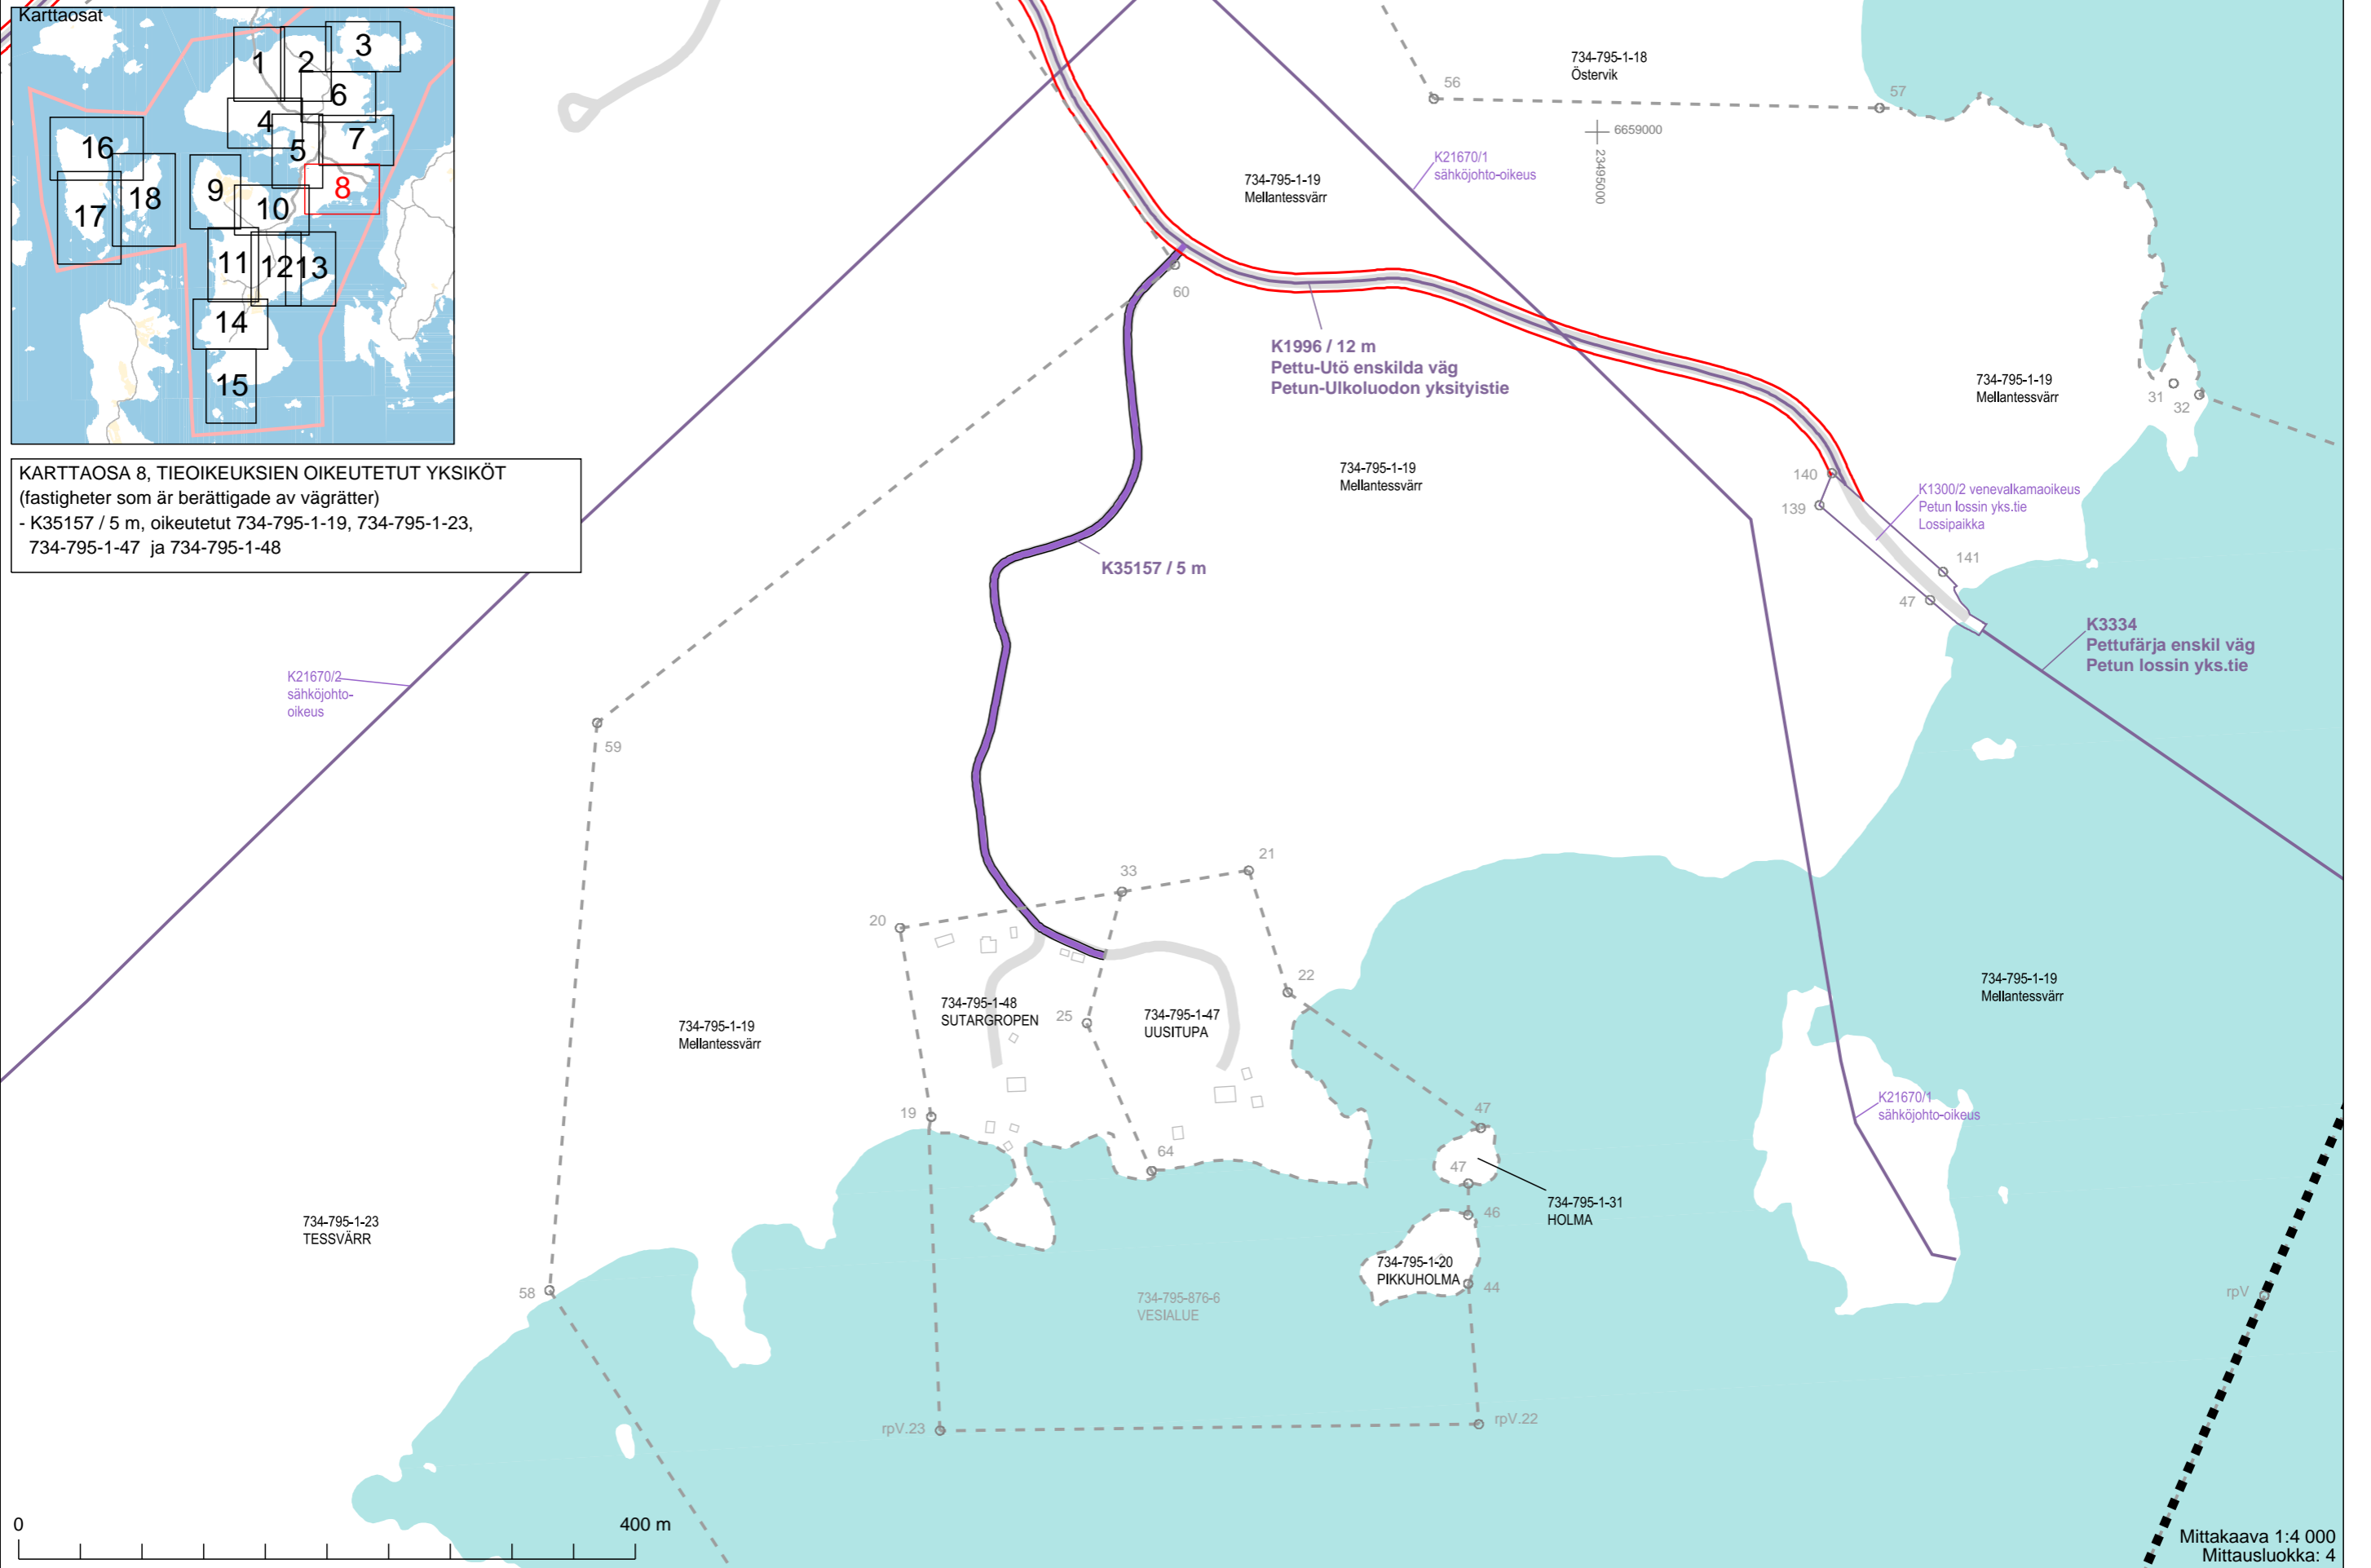 Karttaosat
1
2
3
4
5
6
7
8
9
10
11
12
13
14
15
16
17
18
KARTTAOSA 8, TIEOIKEUKSIEN OIKEUTETUT YKSIKÖT
(fastigheter som är berättigade av vägrätter)
- K35157 / 5 m, oikeutetut 734-795-1-19, 734-795-1-23,
734-795-1-47 ja 734-795-1-48
734-795-1-18
Östervik
56
57
6659000
23495000
K21670/1
sähköjohto-oikeus
734-795-1-19
Mellantessvärr
60
K1996 / 12 m
Pettu-Utö enskilda väg
Petun-Ulkoluodon yksityistie
734-795-1-19
Mellantessvärr
31
32
734-795-1-19
Mellantessvärr
140
139
K1300/2 venevalkamaoikeus
Petun lossin yks.tie
Lossipaikka
141
47
K35157 / 5 m
K3334
Pettufärja enskil väg
Petun lossin yks.tie
K21670/2
sähköjohto-
oikeus
59
21
33
20
22
734-795-1-19
Mellantessvärr
734-795-1-48
SUTARGROPEN
25
734-795-1-47
UUSITUPA
734-795-1-19
Mellantessvärr
19
47
K21670/1
sähköjohto-oikeus
64
47
734-795-1-31
HOLMA
46
734-795-1-23
TESSVÄRR
734-795-1-20
PIKKUHOLMA
44
58
734-795-876-6
VESIALUE
rpV
rpV.23
rpV.22
0
400 m
Mittakaava 1:4 000
Mittausluokka: 4